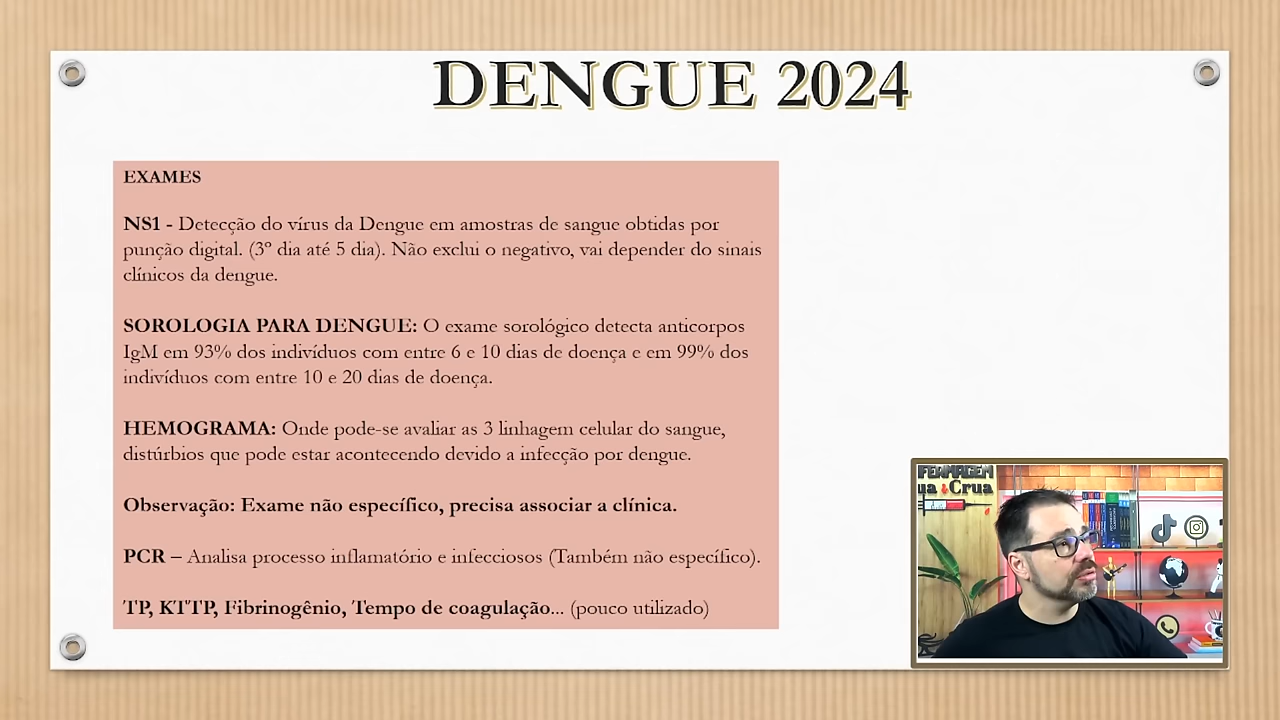 DENGUE 2024
EXAMES
NS1 - Detecção do vírus da Dengue em amostras de sangue obtidas por
punção digital. (3º dia até 5 dia). Não exclui o negativo, vai depender do sinais
clínicos da dengue.
SOROLOGIA PARA DENGUE: O exame sorológico detecta anticorpos
IgM em 93% dos indivíduos com entre 6 e 10 dias de doença e em 99% dos
indivíduos com entre 10 e 20 dias de doença.
HEMOGRAMA: Onde pode-se avaliar as 3 linhagem celular do sangue,
distúrbios que pode estar acontecendo devido a infecção por dengue.
Observação: Exame não específico, precisa associar a clínica.
PCR – Analisa processo inflamatório e infecciosos (Também não específico).
TP, KTTP, Fibrinogênio, Tempo de coagulação... (pouco utilizado)
FERMAGEM
ua Crua